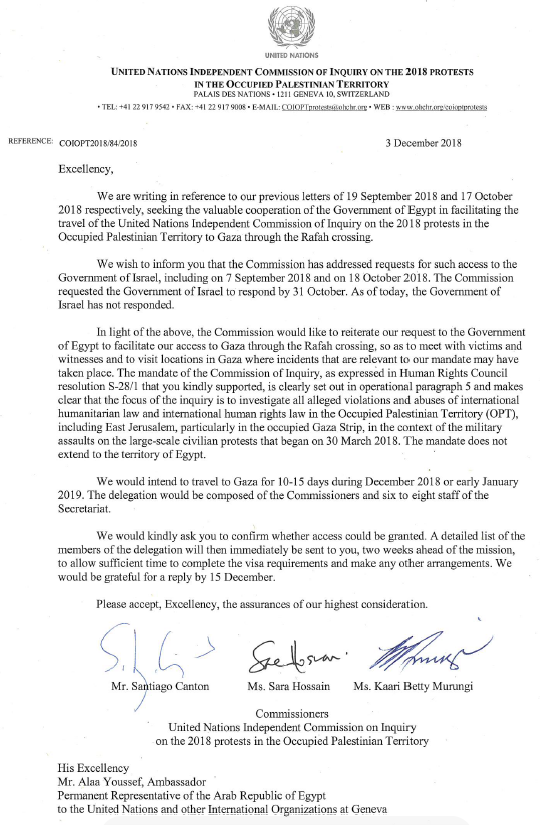 UNITED NATIONS
UNITED NATIONS INDEPENDENT COMMISSION OF INQUIRY ON THE 2018 PROTESTS
IN THE OCCUPIED PALESTINIAN TERRITORY
PALAIS DES NATIONS • 1211 GENEVA 10, SWITZERLAND
• TEL: +41 22 917 9542 • FAX: +41 22 917 9008 • E-MAIL: COIOPTprotests@ohchr.org • WEB : www.ohchr.org/coioptprotests
REFERENCE: COIOPT2018/84/2018
3 December 2018
Excellency,
We are writing in reference to our previous letters of 19 September 2018 and 17 October
2018 respectively, seeking the valuable cooperation of the Government of Egypt in facilitating the
travel of the United Nations Independent Commission of Inquiry on the 2018 protests in the
Occupied Palestinian Territory to Gaza through the Rafah crossing.
We wish to inform you that the Commission has addressed requests for such access to the
Government of Israel, including on 7 September 2018 and on 18 October 2018. The Commission
requested the Government of Israel to respond by 31 October. As of today, the Government of
Israel has not responded.
In light of the above, the Commission would like to reiterate our request to the Government
of Egypt to facilitate our access to Gaza through the Rafah crossing, so as to meet with victims and
witnesses and to visit locations in Gaza where incidents that are relevant to our mandate may have
taken place. The mandate of the Commission of Inquiry, as expressed in Human Rights Council
resolution S-28/1 that you kindly supported, is clearly set out in operational paragraph 5 and makes
clear that the focus of the inquiry is to investigate all alleged violations and abuses of international
humanitarian law and international human rights law in the Occupied Palestinian Territory (OPT),
including East Jerusalem, particularly in the occupied Gaza Strip, in the context of the military
assaults on the large-scale civilian protests that began on 30 March 2018. The mandate does not
extend to the territory of Egypt.
We would intend to travel to Gaza for 10-15 days during December 2018 or early January
2019. The delegation would be composed of the Commissioners and six to eight staff of the
Secretariat.
We would kindly ask you to confirm whether access could be granted. A detailed list of the
members of the delegation will then immediately be sent to you, two weeks ahead of the mission,
to allow sufficient time to complete the visa requirements and make any other arrangements. We
would be grateful for a reply by 15 December.
Please accept, Excellency, the assurances of our highest consideration.
Mr. Santiago Canton Ms. Sara Hossain Ms. Kaari Betty Murungi
Commissioners
United Nations Independent Commission on Inquiry
on the 2018 protests in the Occupied Palestinian Territory
His Excellency
Mr. Alaa Youssef, Ambassador
Permanent Representative of the Arab Republic of Egypt
to the United Nations and other International Organizations at Geneva